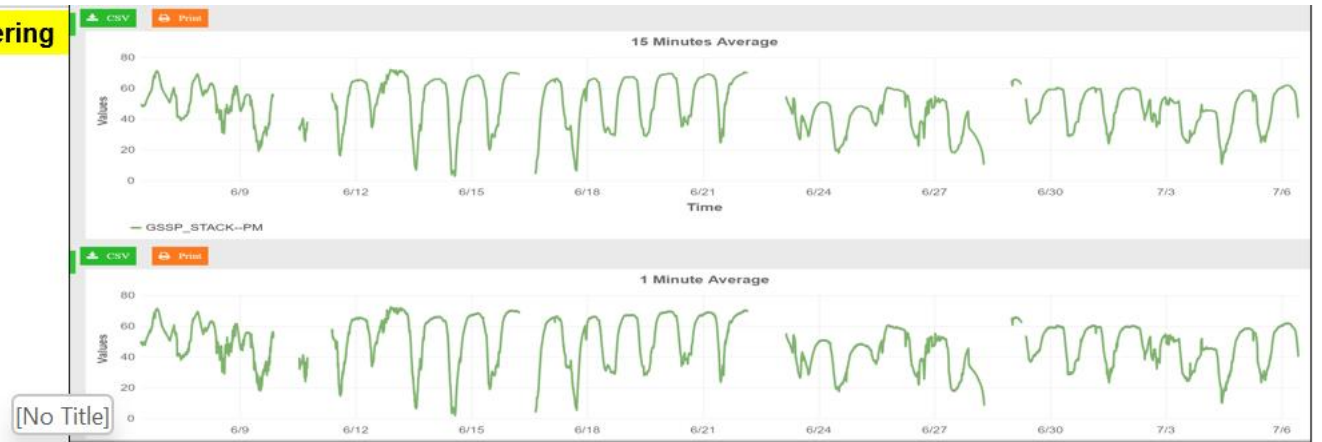 ering
CSV Print
15 Minutes Average
80
60
40
20
0
Values
6/9 6/12 6/15 6/18 6/21 6/24 6/27 6/30 7/3 7/6
Time
GSSP_STACK--PM
CSV Print
1 Minute Average
80
60
40
20
0
Values
[No Title]
6/9 6/12 6/15 6/18 6/21 6/24 6/27 6/30 7/3 7/6